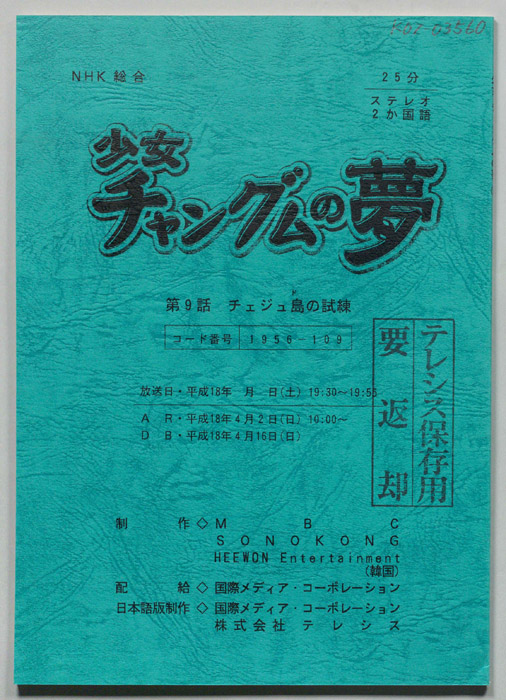 KDZ-03560
NHK 総合
25分
ステレオ
2か国語
少女
チャングムの夢
第9話 チェジュ島の試練
ド
コード番号 1956-109
放送日・平成18年 月 日(土) 19:30~19:55
A R・平成18年4月2日(日) 10:00~
D B・平成18年4月16日(日)
テレシス保存用
要返却
制 作◇MBC
SONOKONG
HEEWON Entertainment
(韓国)
配 給◇国際メディア・コーポレーション
日本語版制作◇国際メディア・コーポレーション
株式会社テレシス